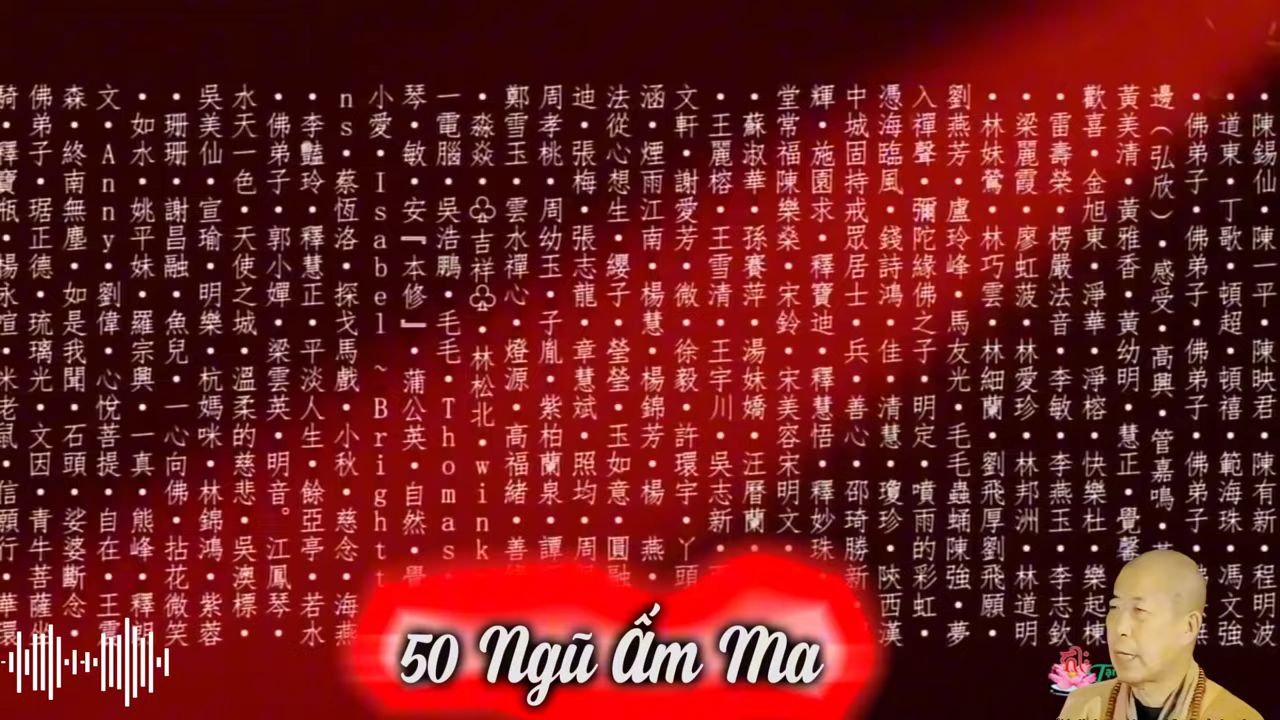 陳錫仙·陳一平·陳映君·陳有新·程明波
道東·丁歌·頓超·頓禧·範海珠·馮文強
·佛弟子·佛弟子·佛弟子·佛弟子·
邊（弘欣）·感受·高興·管嘉鳴·
黃美清·黃雅香·黃幼明·慧正·覺馨
歡喜·金旭東·淨華·淨榕·快樂杜·樂起棟
·雷壽榮·楞嚴法音·李敏·李燕玉·李志欽
·梁麗霞·廖虹菠·林愛珍·林邦洲·林道明
·林妹鶯·林巧雲·林細蘭·劉飛厚劉飛願·
劉燕芳·盧玲峰·馬友光·毛毛蟲蛹陳強·夢
入禪聲·彌陀緣佛之子·明定·噴雨的彩虹·
憑海臨風·錢詩鴻·佳·清慧·瓊珍·陝西漢
中城固持戒眾居士·兵·善心·邵琦勝新
輝·施園求·釋寶迪·釋慧悟·釋妙珠
堂常福陳樂燊·宋鈴·宋美容宋明文·
·蘇淑華·孫賽萍·湯妹嬌·汪曆蘭·
·王麗榕·王雪清·王宇川·吳志新·
文軒·謝愛芳·微·徐毅·許環宇·丫頭
涵·煙雨江南·楊慧·楊錦芳·楊 燕·
法從心想生·纓子·瑩瑩·玉如意·圓融
迪·張梅·張志龍·章慧斌·照均·周
周孝桃·周幼玉·子胤·紫柏蘭泉·譚
鄭雪玉·雲水禪心·燈源·高福緒·善
·淼焱·♧吉祥♧·林松北·wink
一電腦·吳浩鵬·毛毛·Thomas
琴·敏·安『本修』·蒲公英·自然·覺
小愛·Isabel~Bright
ns·蔡恆洛·探戈馬戲·小秋·慈念·海燕
·李豔玲·釋慧正·平淡人生·餘亞亭·若水
·佛弟子·郭小嬋·梁雲英·明音。江鳳琴·
水天一色·天使之城·溫柔的慈悲·吳澳標·
吳美仙·宣瑜·明樂·杭媽咪·林錦鴻·紫蓉
·珊珊·謝昌融·魚兒·一心向佛·拈花微笑
·如水·姚平妹·羅宗興·一真·熊峰·釋明
文·Anny·劉偉·心悅菩提·自在·王
森·終南無塵·如是我聞·石頭·娑婆斷念·
佛弟子·琚正德·琉璃光·文因·青牛菩薩
騎·釋寶瓶·楊永煊·米老鼠·信願行·華環
50 Ngũ Ấm Ma